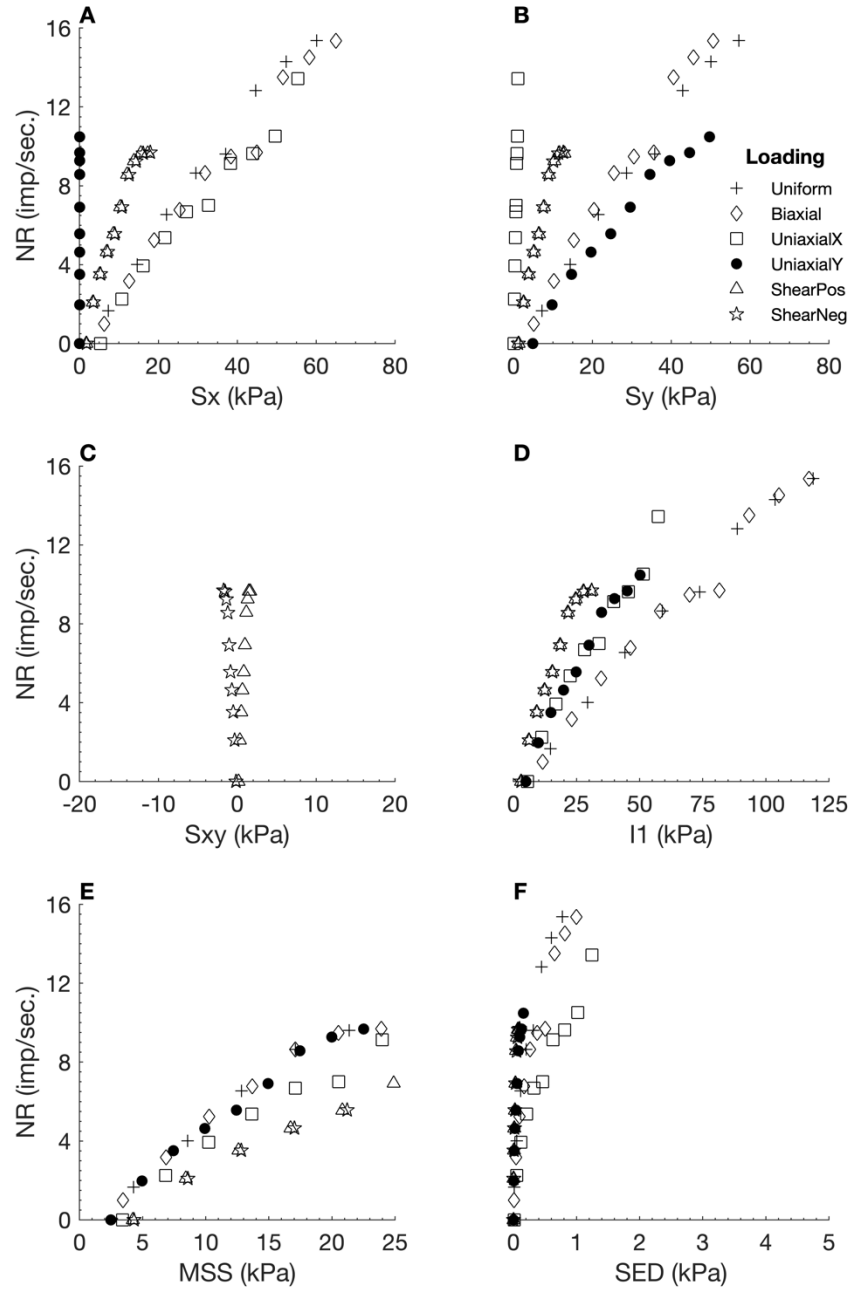 A
B
16
12
8
4
0
NR (imp/sec.)
0 20 40 60 80
Sx (kPa)
16
12
8
4
0
0 20 40 60 80
Sy (kPa)
Loading
Uniform
Biaxial
UniaxialX
UniaxialY
ShearPos
ShearNeg
C
D
16
12
8
4
0
NR (imp/sec.)
-20 -10 0 10 20
Sxy (kPa)
16
12
8
4
0
0 25 50 75 100 125
I1 (kPa)
E
F
16
12
8
4
0
NR (imp/sec.)
0 5 10 15 20 25
MSS (kPa)
16
12
8
4
0
0 1 2 3 4 5
SED (kPa)